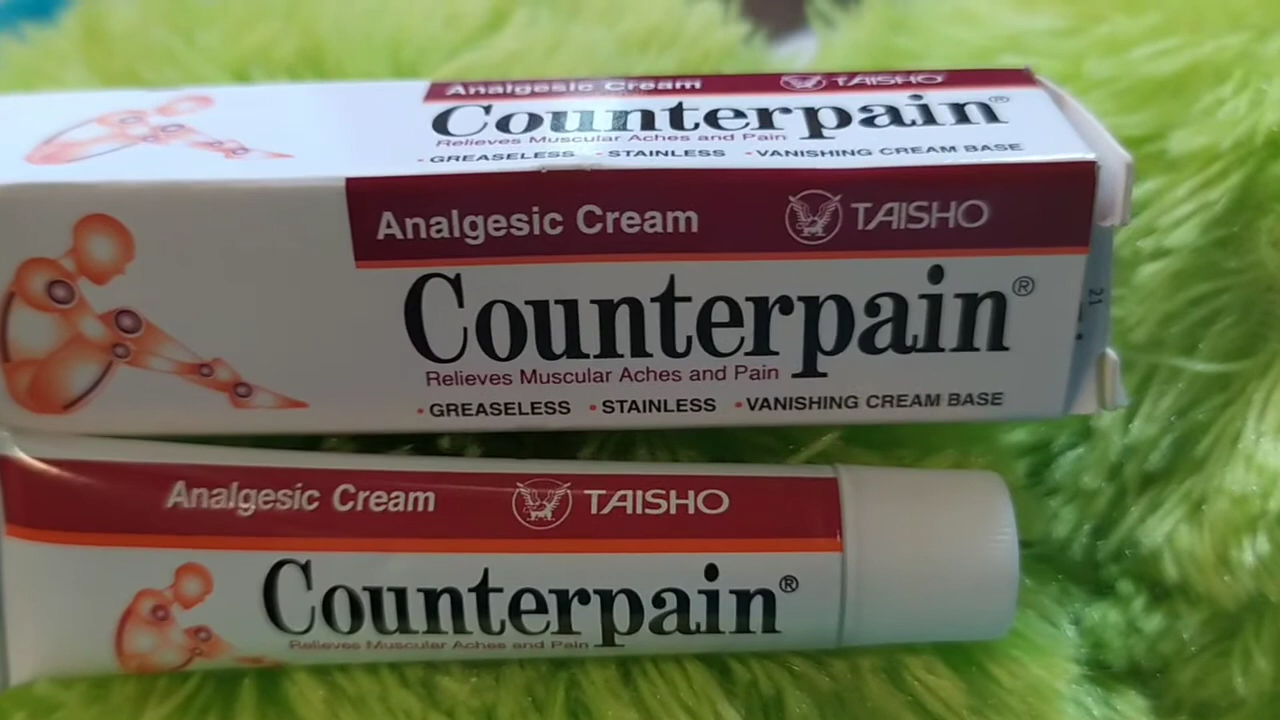 Analgesic Cream TAISHO
Counterpain®
Relieves Muscular Aches and Pain
• GREASELESS • STAINLESS • VANISHING CREAM BASE
Analgesic Cream TAISHO
Counterpain®
Relieves Muscular Aches and Pain
• GREASELESS • STAINLESS • VANISHING CREAM BASE
21
Analgesic Cream TAISHO
Counterpain®
Relieves Muscular Aches and Pain